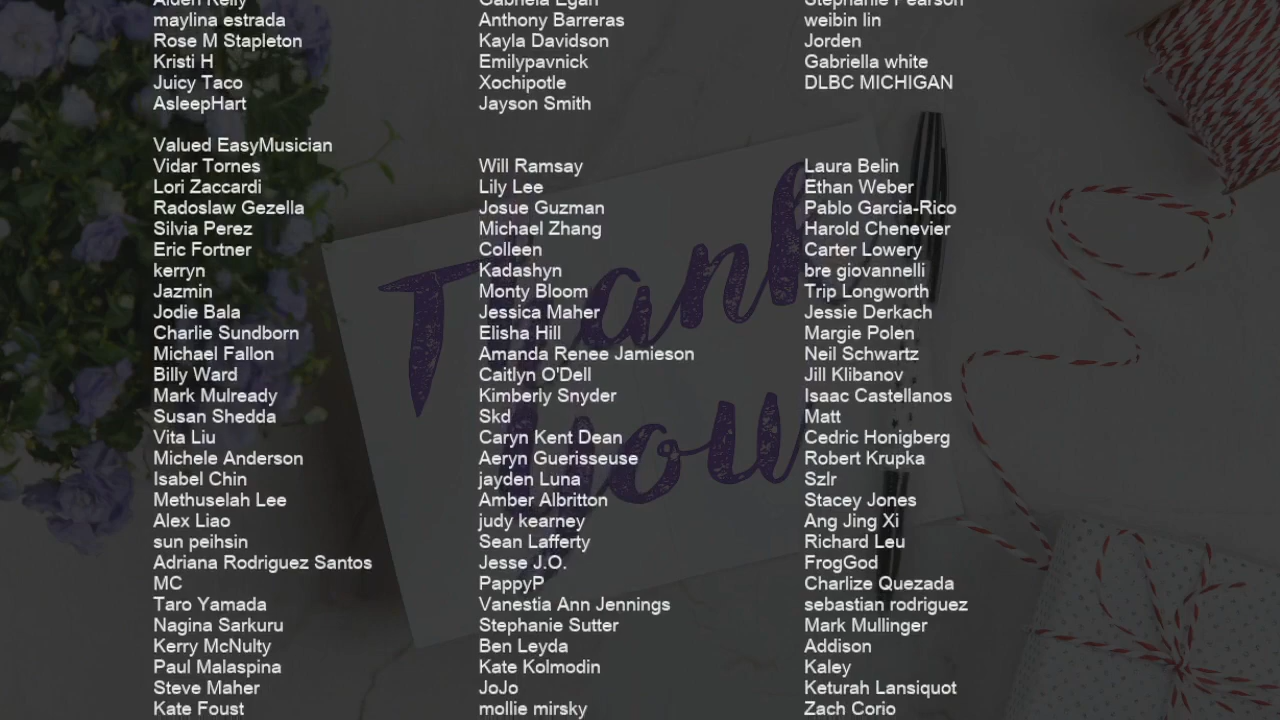 Aiden Kelly
maylina estrada
Rose M Stapleton
Kristi H
Juicy Taco
AsleepHart
Gabriela Egan
Anthony Barreras
Kayla Davidson
Emilypavnick
Xochipotle
Jayson Smith
Stephanie Pearson
weibin lin
Jorden
Gabriella white
DLBC MICHIGAN
Valued EasyMusician
Vidar Tornes
Lori Zaccardi
Radoslaw Gezella
Silvia Perez
Eric Fortner
kerryn
Jazmin
Jodie Bala
Charlie Sundborn
Michael Fallon
Billy Ward
Mark Mulready
Susan Shedda
Vita Liu
Michele Anderson
Isabel Chin
Methuselah Lee
Alex Liao
sun peihsin
Adriana Rodriguez Santos
MC
Taro Yamada
Nagina Sarkuru
Kerry McNulty
Paul Malaspina
Steve Maher
Kate Foust
Will Ramsay
Lily Lee
Josue Guzman
Michael Zhang
Colleen
Kadashyn
Monty Bloom
Jessica Maher
Elisha Hill
Amanda Renee Jamieson
Caitlyn O'Dell
Kimberly Snyder
Skd
Caryn Kent Dean
Aeryn Guerisseuse
jayden Luna
Amber Albritton
judy kearney
Sean Lafferty
Jesse J.O.
PappyP
Vanestia Ann Jennings
Stephanie Sutter
Ben Leyda
Kate Kolmodin
JoJo
mollie mirsky
Laura Belin
Ethan Weber
Pablo Garcia-Rico
Harold Chenevier
Carter Lowery
bre giovannelli
Trip Longworth
Jessie Derkach
Margie Polen
Neil Schwartz
Jill Klibanov
Isaac Castellanos
Matt
Cedric Honigberg
Robert Krupka
Szlr
Stacey Jones
Ang Jing Xi
Richard Leu
FrogGod
Charlize Quezada
sebastian rodriguez
Mark Mullinger
Addison
Kaley
Keturah Lansiquot
Zach Corio
Thank
you